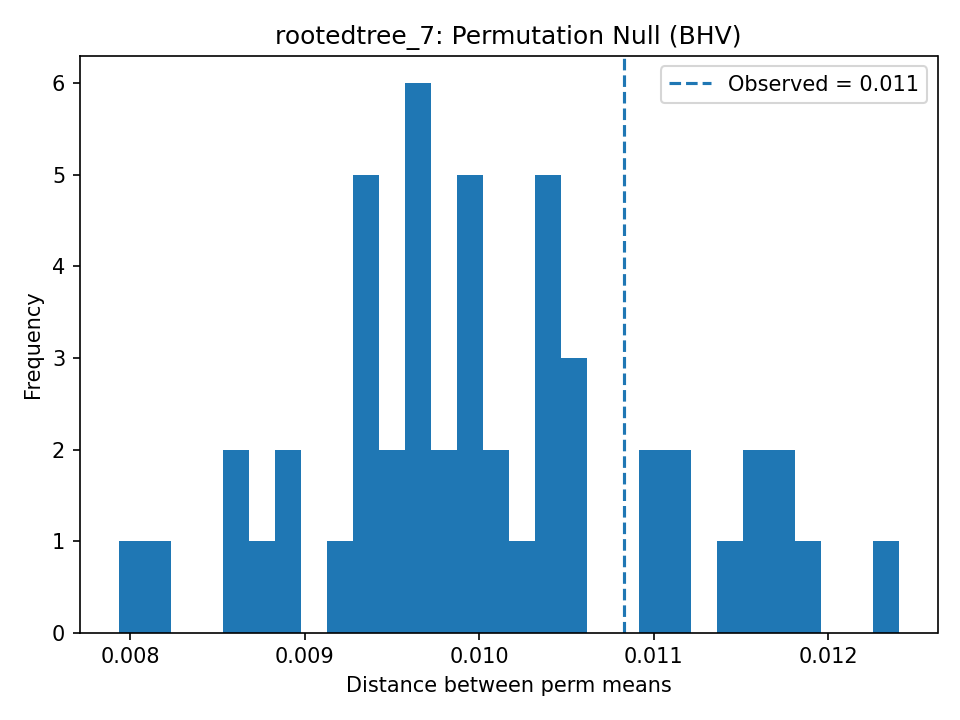 rootedtree_7: Permutation Null (BHV)
Observed = 0.011
6
5
4
3
2
1
0
Frequency
0.008 0.009 0.010 0.011 0.012
Distance between perm means